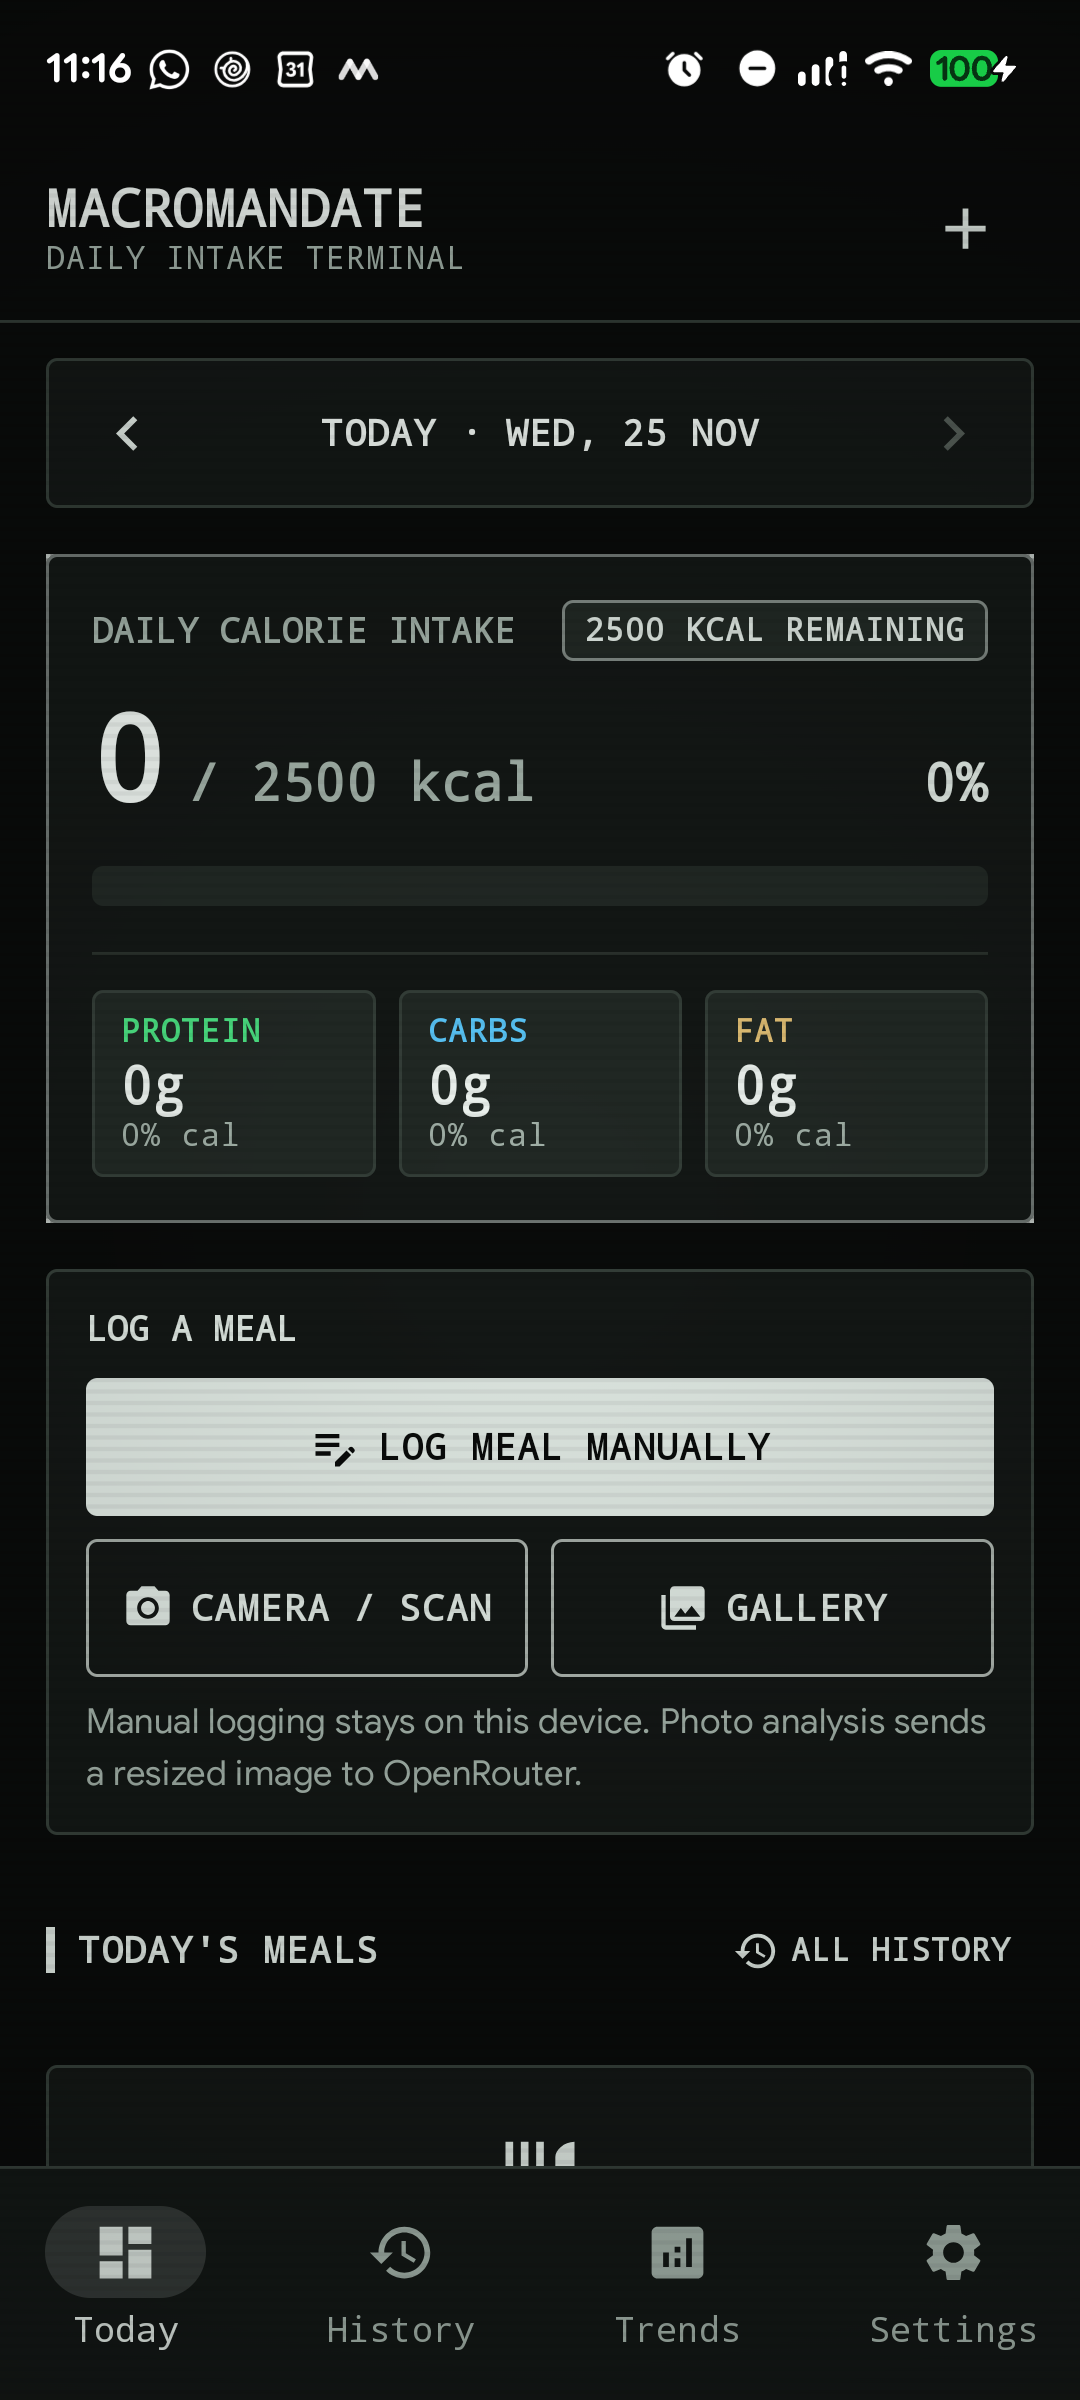 11:16
31
100
MACROMANDATE
DAILY INTAKE TERMINAL
TODAY · WED, 25 NOV
DAILY CALORIE INTAKE
2500 KCAL REMAINING
0 / 2500 kcal
0%
PROTEIN
0g
0% cal
CARBS
0g
0% cal
FAT
0g
0% cal
LOG A MEAL
LOG MEAL MANUALLY
CAMERA / SCAN
GALLERY
Manual logging stays on this device. Photo analysis sends
a resized image to OpenRouter.
TODAY'S MEALS
ALL HISTORY
Today
History
Trends
Settings